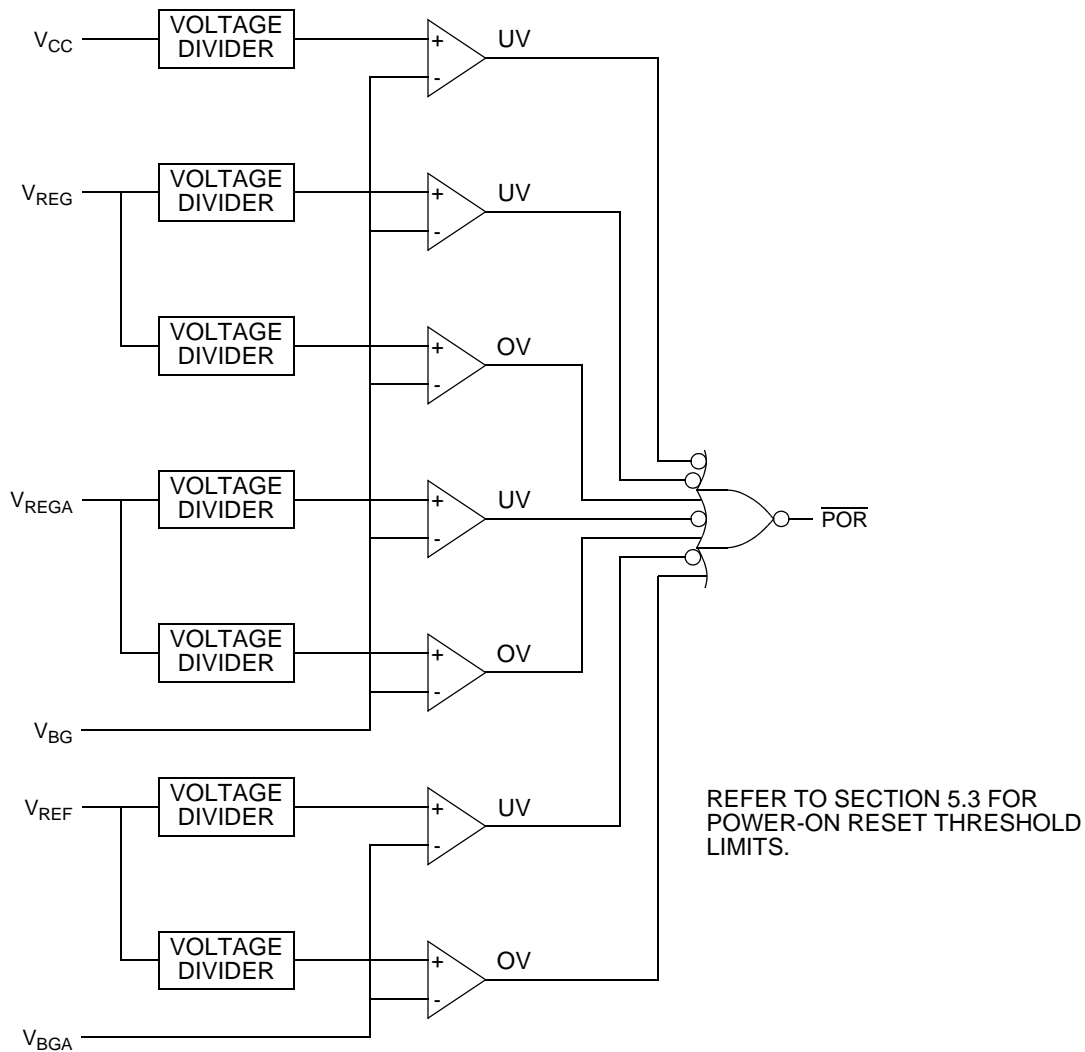 VCC
VOLTAGE
DIVIDER
+
-
UV
VREG
VOLTAGE
DIVIDER
+
-
UV
VOLTAGE
DIVIDER
+
-
OV
VREGA
VOLTAGE
DIVIDER
+
-
UV
POR
VOLTAGE
DIVIDER
+
-
OV
VBG
VREF
VOLTAGE
DIVIDER
+
-
UV
REFER TO SECTION 5.3 FOR
POWER-ON RESET THRESHOLD
LIMITS.
VOLTAGE
DIVIDER
+
-
OV
VBGA